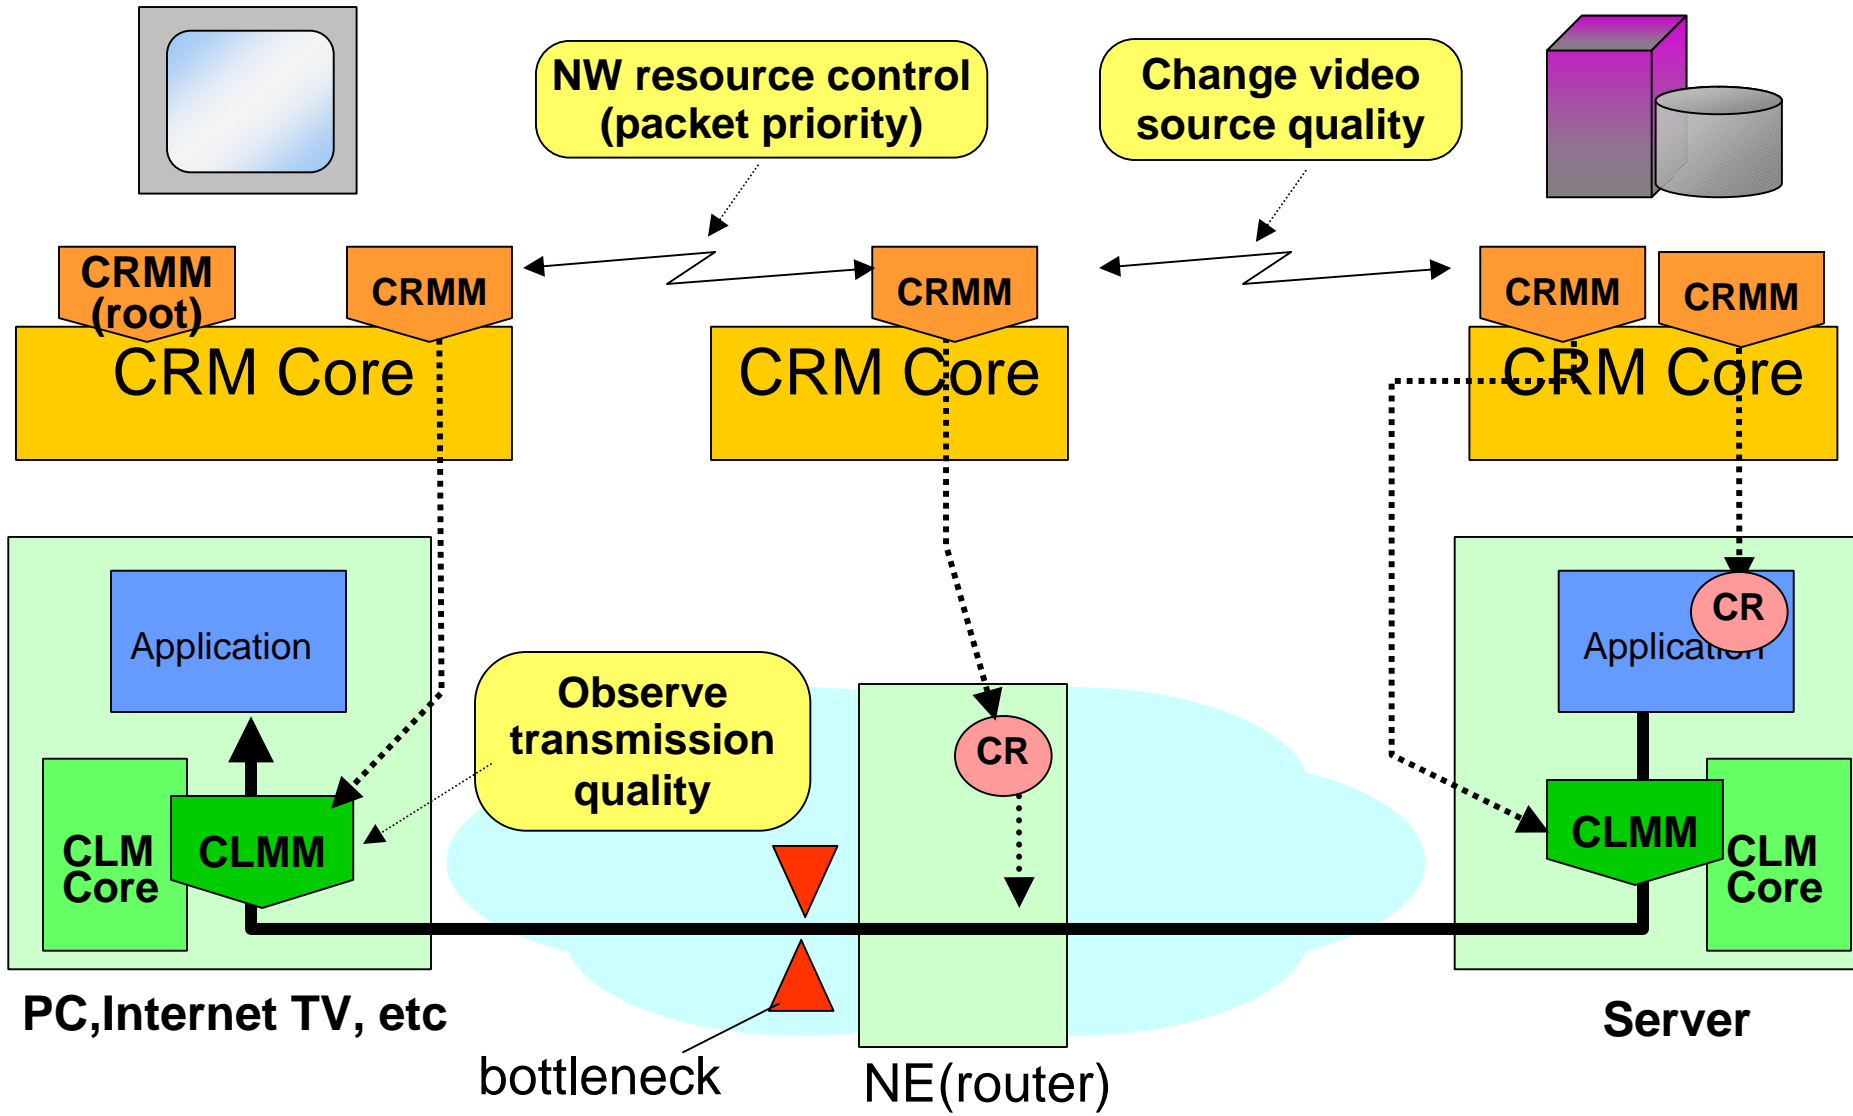 NW resource control
(packet priority)
Change video
source quality
CRMM
(root)
CRMM
CRMM
CRMM
CRMM
CRM Core
CRM Core
CRM Core
Application
CR
Application
Observe
transmission
quality
CR
CLM
Core
CLMM
CLMM
CLM
Core
PC,Internet TV, etc
Server
bottleneck
NE(router)